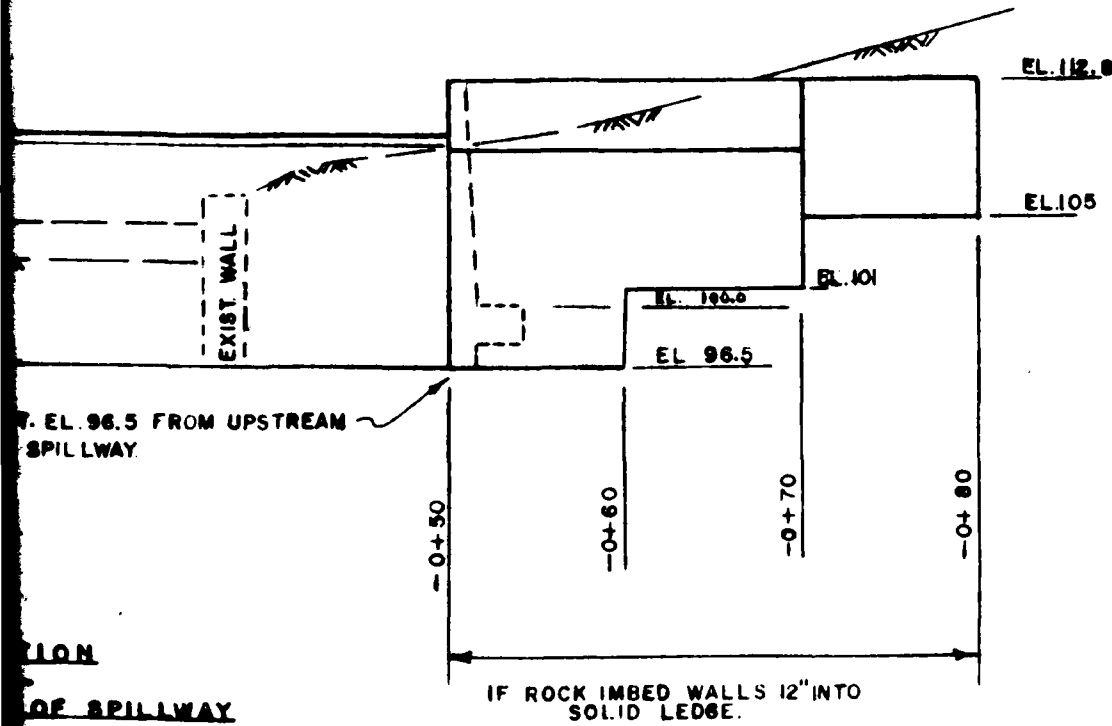 EL. 112.8
EL. 105
EL. 101
EL. 100.0
EL 96.5
EXIST. WALL
EL. 96.5 FROM UPSTREAM
SPILLWAY
-0+50
-0+60
-0+70
-0+80
IF ROCK IMBED WALLS 12" INTO
SOLID LEDGE.
OF SPILLWAY